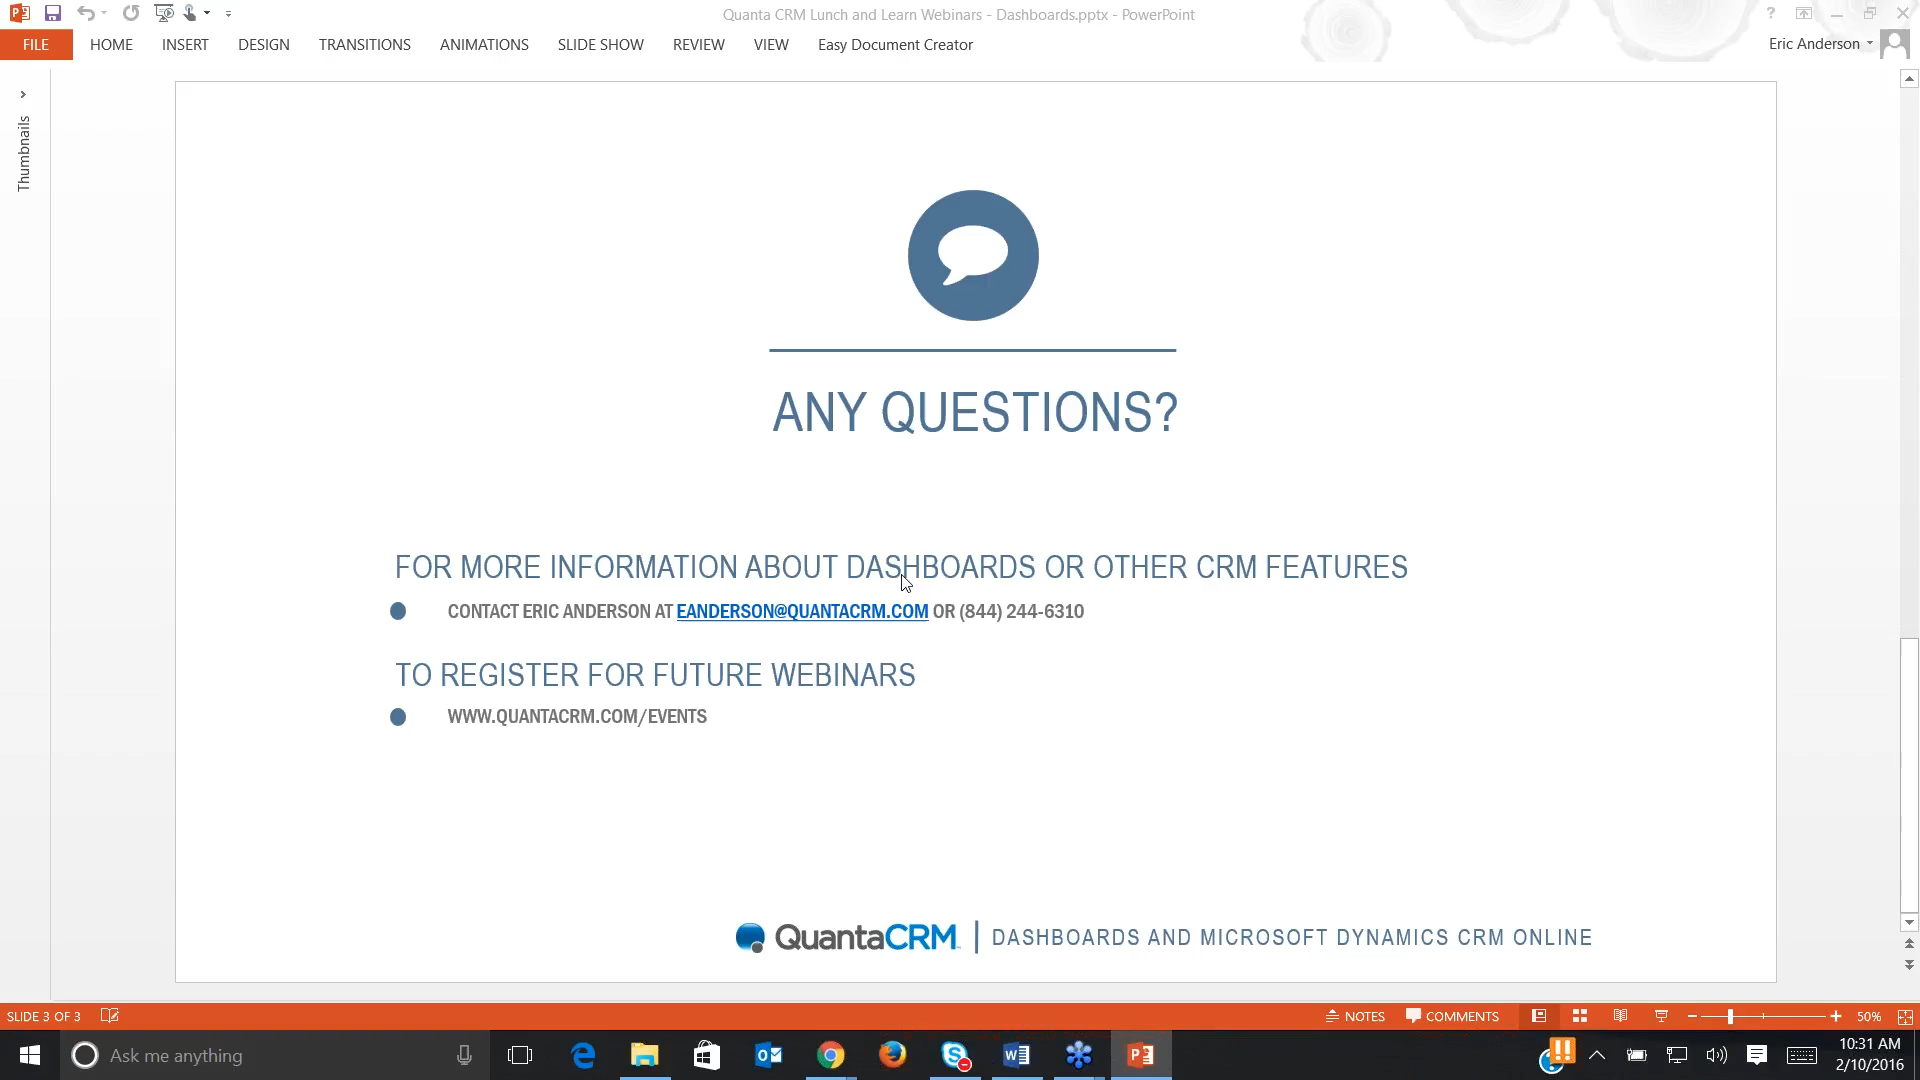 Quanta CRM Lunch and Learn Webinars - Dashboards.pptx - PowerPoint
FILE HOME INSERT DESIGN TRANSITIONS ANIMATIONS SLIDE SHOW REVIEW VIEW Easy Document Creator Eric Anderson
Thumbnails
ANY QUESTIONS?
FOR MORE INFORMATION ABOUT DASHBOARDS OR OTHER CRM FEATURES
CONTACT ERIC ANDERSON AT EANDERSON@QUANTACRM.COM OR (844) 244-6310
TO REGISTER FOR FUTURE WEBINARS
WWW.QUANTACRM.COM/EVENTS
QuantaCRM | DASHBOARDS AND MICROSOFT DYNAMICS CRM ONLINE
SLIDE 3 OF 3 NOTES COMMENTS 50%
Ask me anything 10:31 AM
2/10/2016